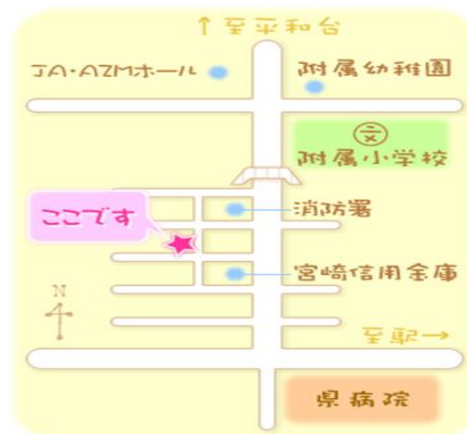 ↑至平和台
JA・AZMホール
附属幼稚園
文
附属小学校
ここです
消防署
宮崎信用金庫
N
至駅→
県病院